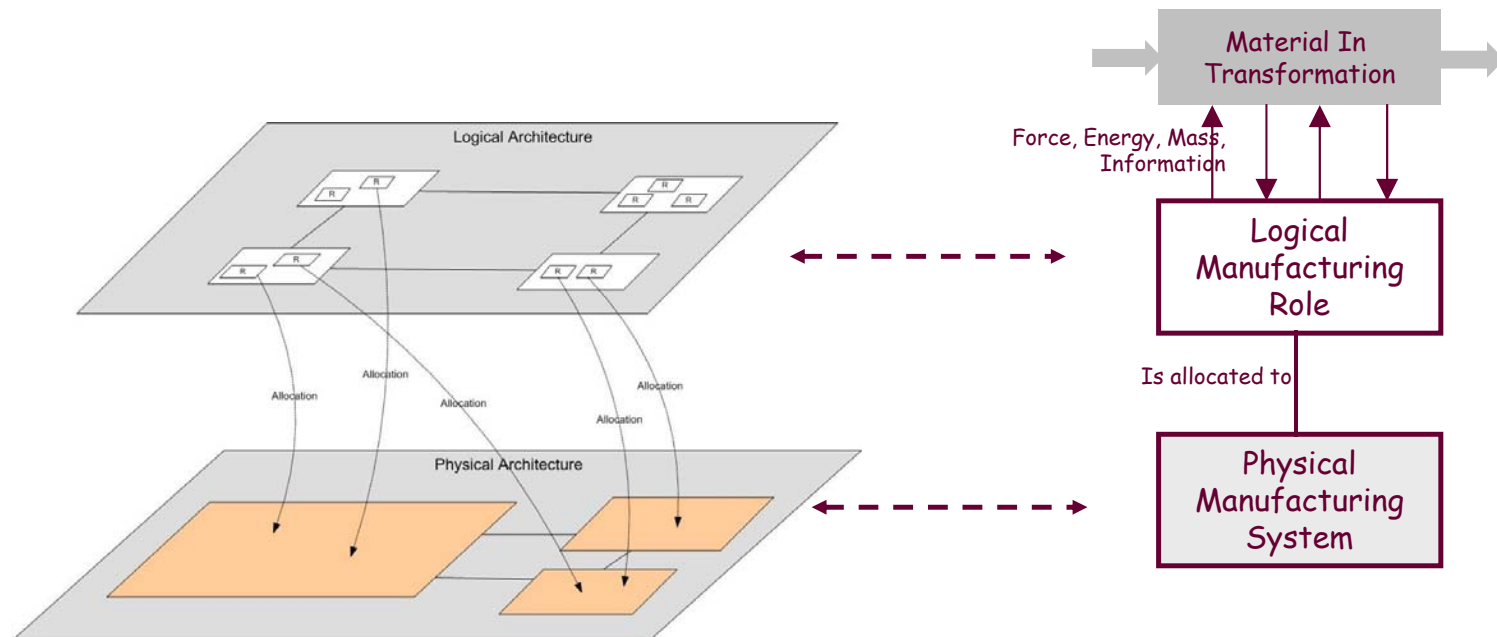 Logical Architecture
R
R
R
R
R
R
R
R
R
Allocation
Allocation
Allocation
Allocation
Allocation
Physical Architecture
Material In
Transformation
Force, Energy, Mass,
Information
Logical
Manufacturing
Role
Is allocated to
Physical
Manufacturing
System